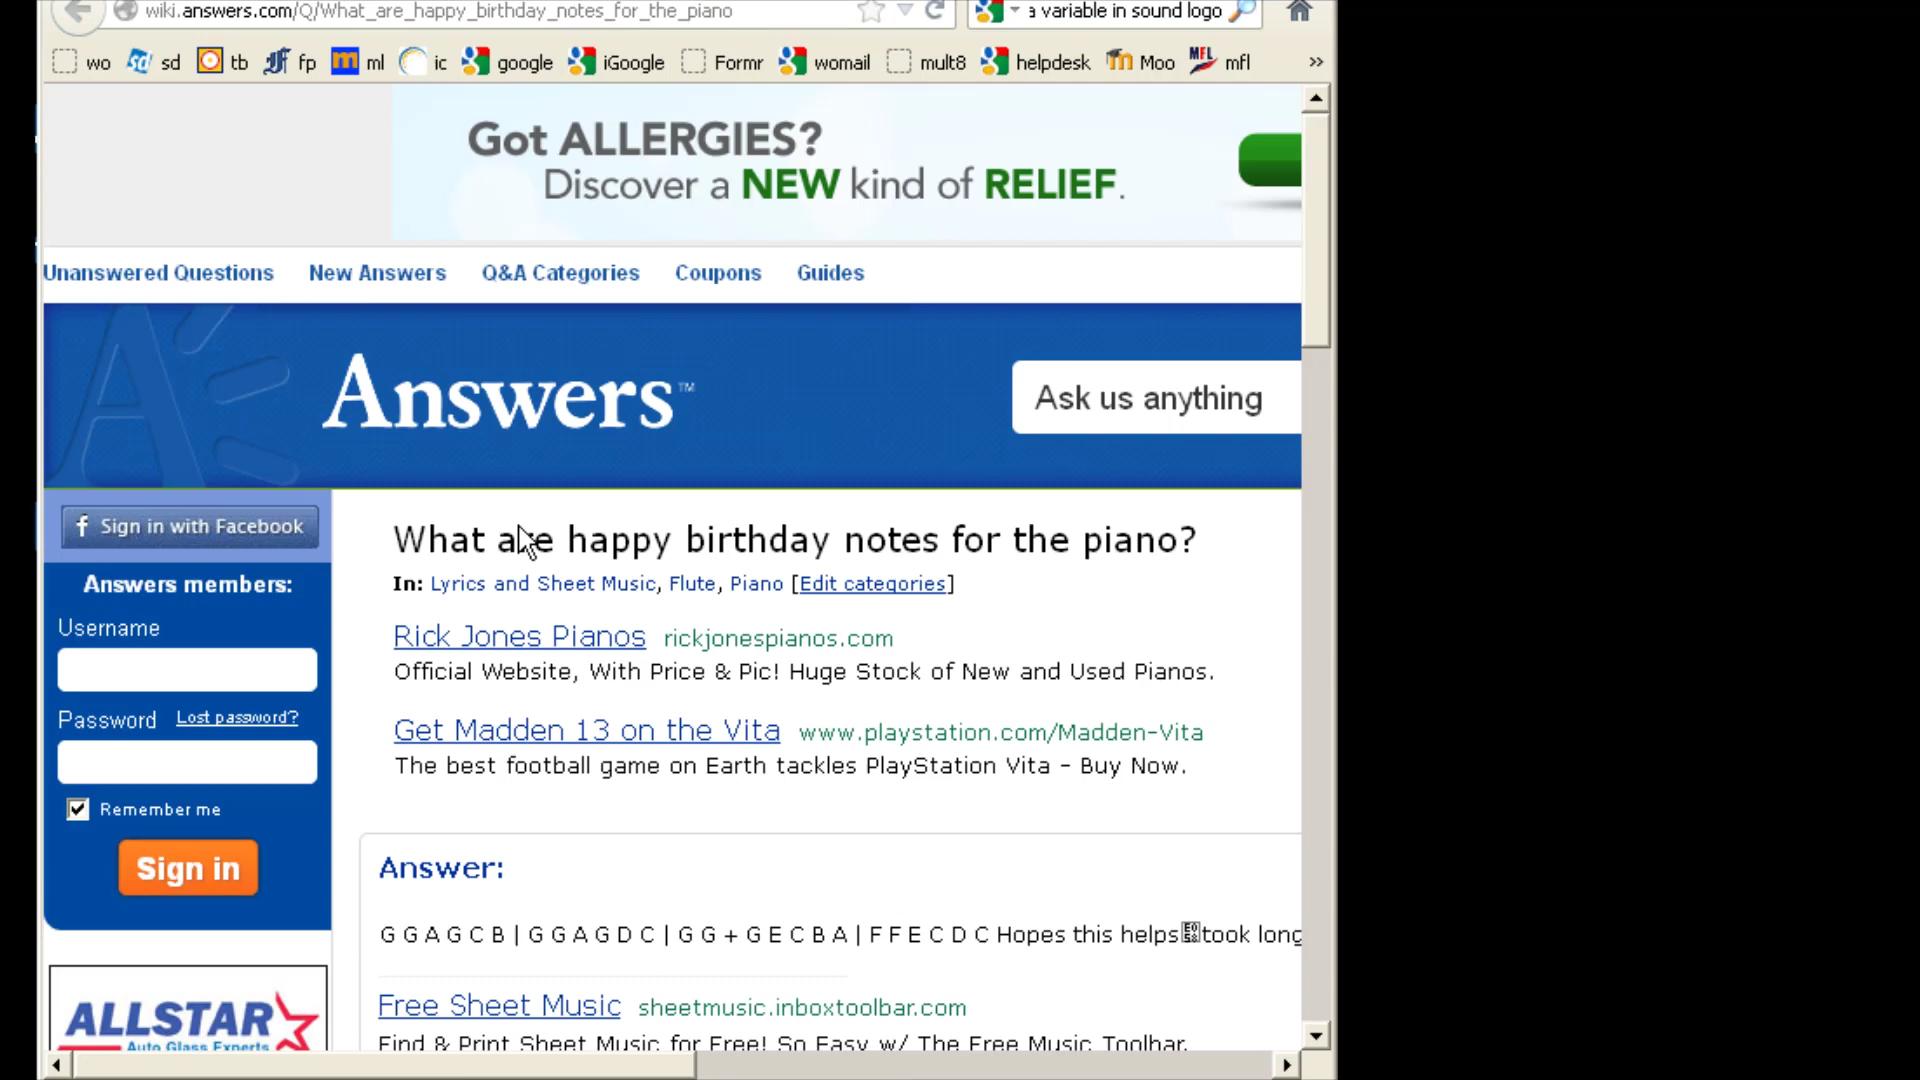 wiki.answers.com/Q/What_are_happy_birthday_notes_for_the_piano
a variable in sound logo
wo sd tb fp ml ic google iGoogle Formr womail mult8 helpdesk Moo MFL mfl »
Got ALLERGIES?
Discover a NEW kind of RELIEF.
Unanswered Questions New Answers Q&A Categories Coupons Guides
Answers™
Ask us anything
Sign in with Facebook
Answers members:
Username
Password Lost password?
Remember me
Sign in
ALLSTAR
Auto Glass Experts
What are happy birthday notes for the piano?
In: Lyrics and Sheet Music, Flute, Piano [Edit categories]
Rick Jones Pianos rickjonespianos.com
Official Website, With Price & Pic! Huge Stock of New and Used Pianos.
Get Madden 13 on the Vita www.playstation.com/Madden-Vita
The best football game on Earth tackles PlayStation Vita - Buy Now.
Answer:
G G A G C B | G G A G D C | G G + G E C B A | F F E C D C Hopes this helps took long
Free Sheet Music sheetmusic.inboxtoolbar.com
Find & Print Sheet Music for Free! So Easy w/ The Free Music Toolbar.